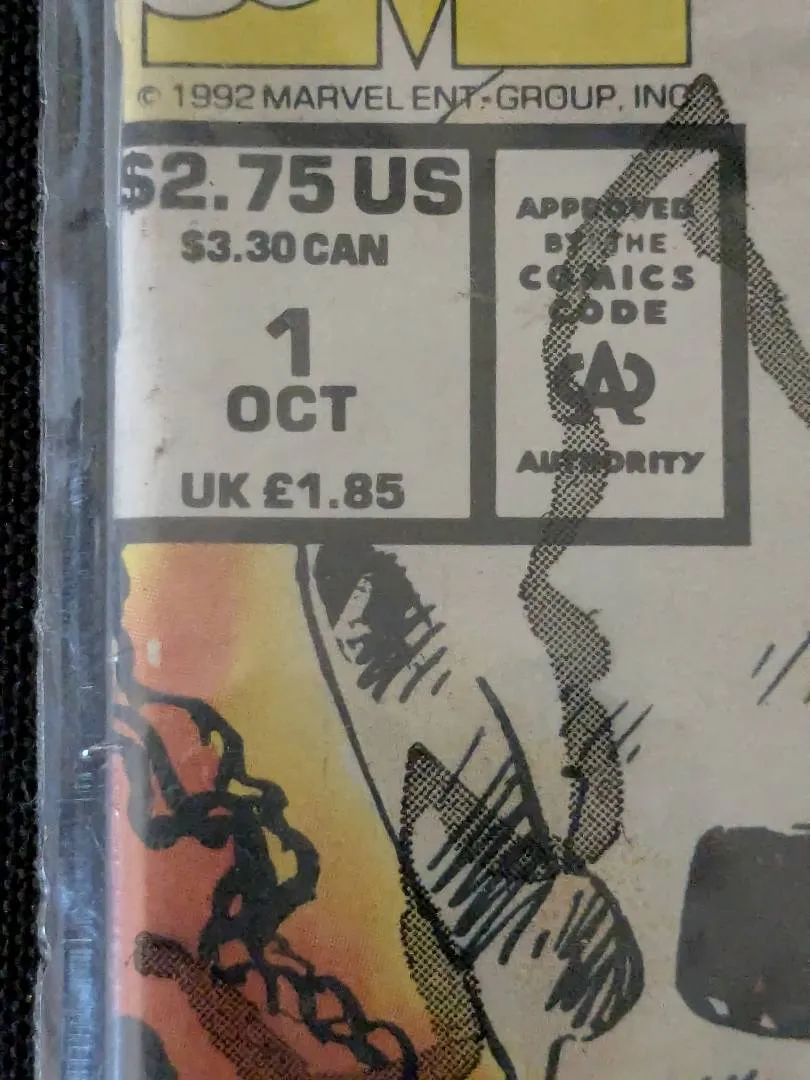 © 1992 MARVEL ENT. GROUP, INC.
$2.75 US
$3.30 CAN
1
OCT
UK £1.85
APPROVED
BY THE
COMICS
CODE
A
AUTHORITY